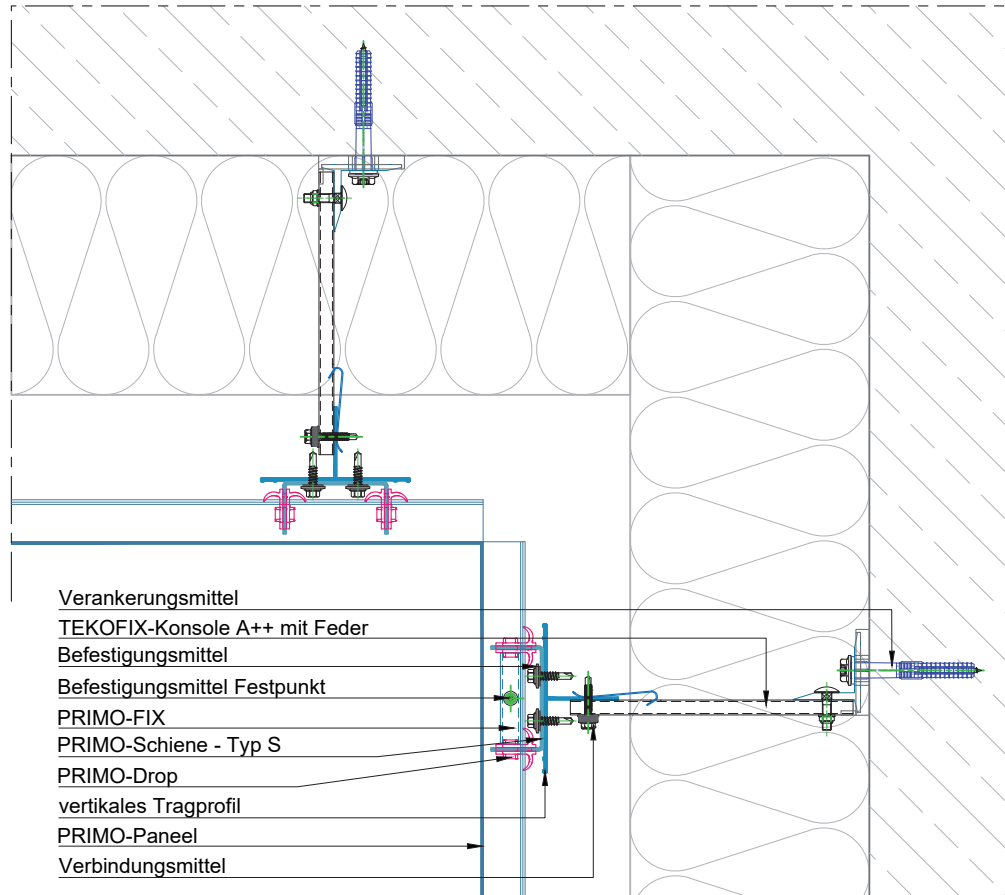 Verankerungsmittel
TEKOFIX-Konsole A++ mit Feder
Befestigungsmittel
Befestigungsmittel Festpunkt
PRIMO-FIX
PRIMO-Schiene - Typ S
PRIMO-Drop
vertikales Tragprofil
PRIMO-Paneel
Verbindungsmittel